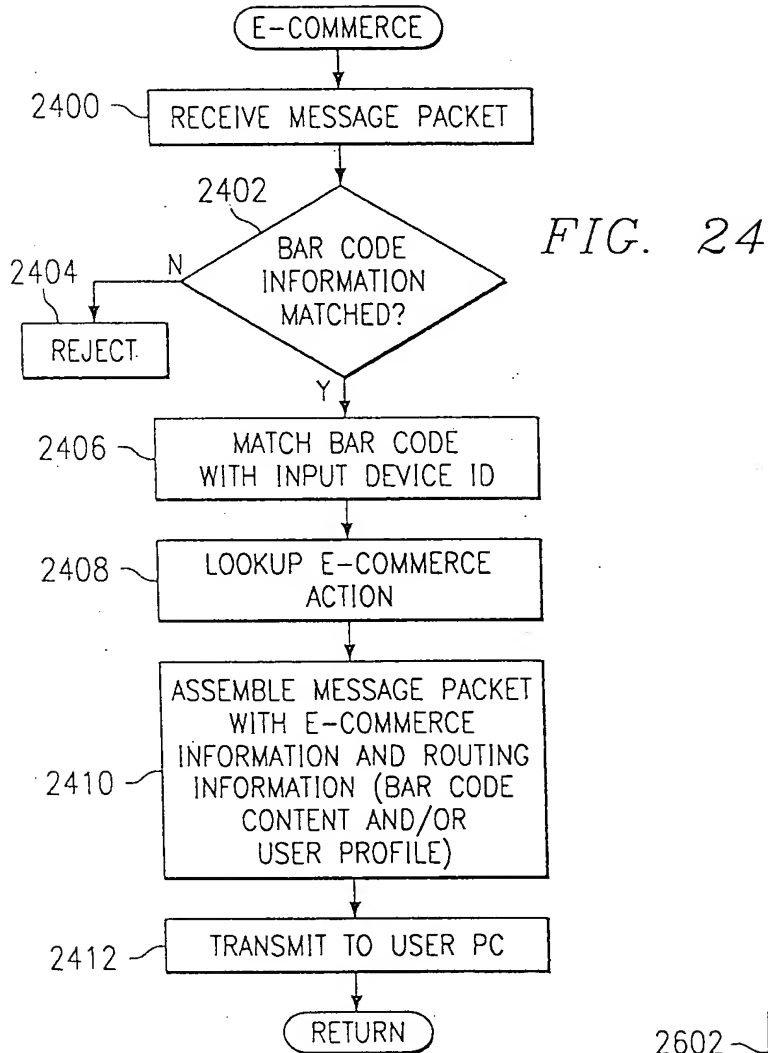 E-COMMERCE
2400
RECEIVE MESSAGE PACKET
2402
FIG. 24
BAR CODE
INFORMATION
MATCHED?
N
2404
REJECT
Y
2406
MATCH BAR CODE
WITH INPUT DEVICE ID
2408
LOOKUP E-COMMERCE
ACTION
2410
ASSEMBLE MESSAGE PACKET
WITH E-COMMERCE
INFORMATION AND ROUTING
INFORMATION (BAR CODE
CONTENT AND/OR
USER PROFILE)
2412
TRANSMIT TO USER PC
RETURN
2602